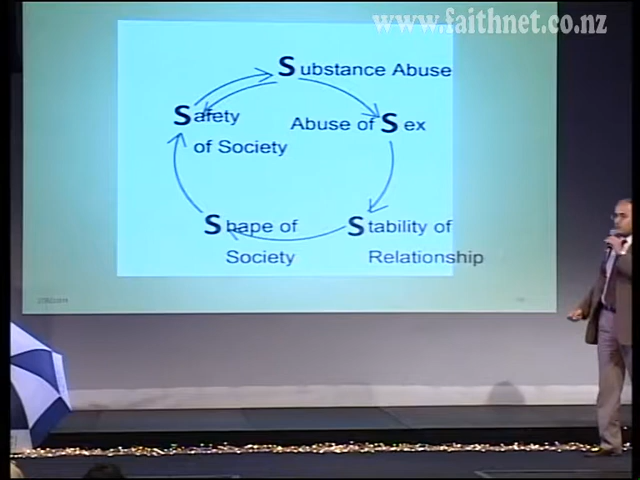 www.faithnet.co.nz
Substance Abuse
Safety
of Society
Abuse of Sex
Shape of
Society
Stability of
Relationship